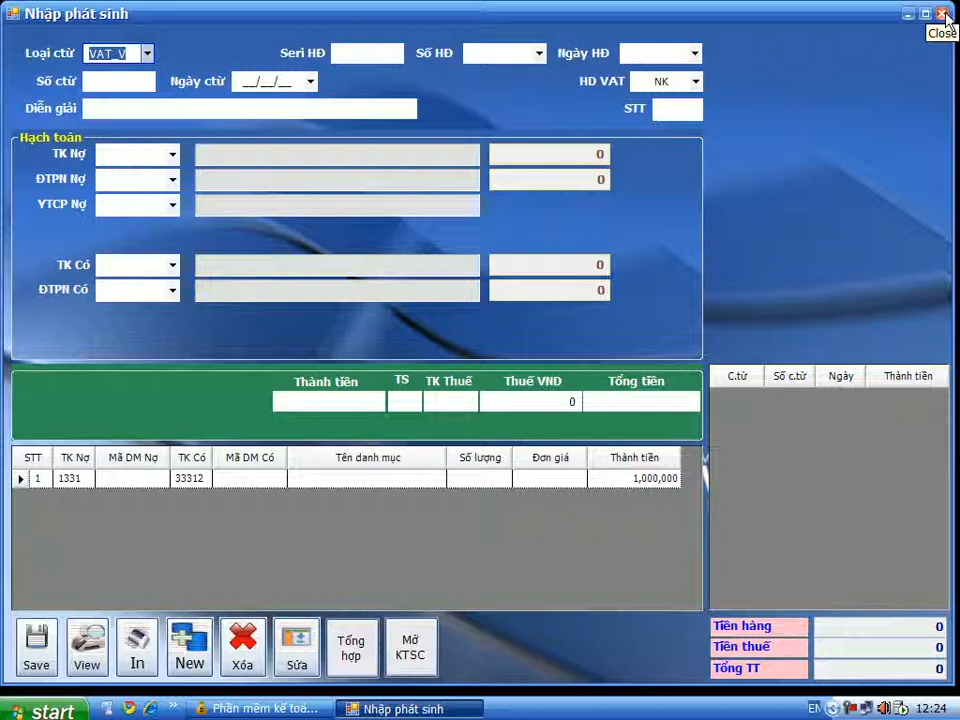 Nhập phát sinh
Close
Loại ctừ VAT_V Seri HĐ Số HĐ Ngày HĐ
Số ctừ Ngày ctừ __/__/__ HD VAT NK
Diễn giải STT
Hạch toán
TK Nợ 0
ĐTPN Nợ 0
YTCP Nợ
TK Có 0
ĐTPN Có 0
Thành tiền TS TK Thuế Thuế VND Tổng tiền
0
C.từ Số c.từ Ngày Thành tiền
STT TK Nợ Mã DM Nợ TK Có Mã DM Có Tên danh mục Số lượng Đơn giá Thành tiền
1 1331 33312 1,000,000
Save View In New Xóa Sửa Tổng hợp Mở KTSC
Tiền hàng 0
Tiền thuế 0
Tổng TT 0
start Phần mềm kế toá... Nhập phát sinh EN 12:24